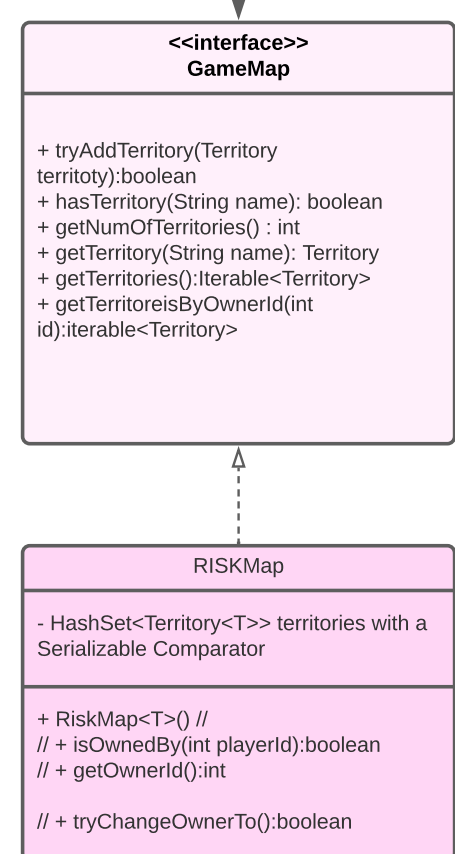 <<interface>>
GameMap
+ tryAddTerritory(Territory
territoty):boolean
+ hasTerritory(String name): boolean
+ getNumOfTerritories() : int
+ getTerritory(String name): Territory
+ getTerritories():Iterable<Territory>
+ getTerritoreisByOwnerId(int
id):iterable<Territory>
RISKMap
- HashSet<Territory<T>> territories with a
Serializable Comparator
+ RiskMap<T>() //
// + isOwnedBy(int playerId):boolean
// + getOwnerId():int
// + tryChangeOwnerTo():boolean